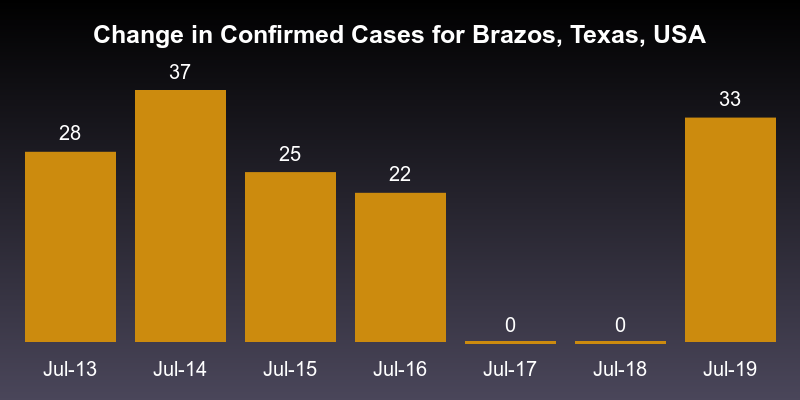 Change in Confirmed Cases for Brazos, Texas, USA
28
37
25
22
0
0
33
Jul-13
Jul-14
Jul-15
Jul-16
Jul-17
Jul-18
Jul-19